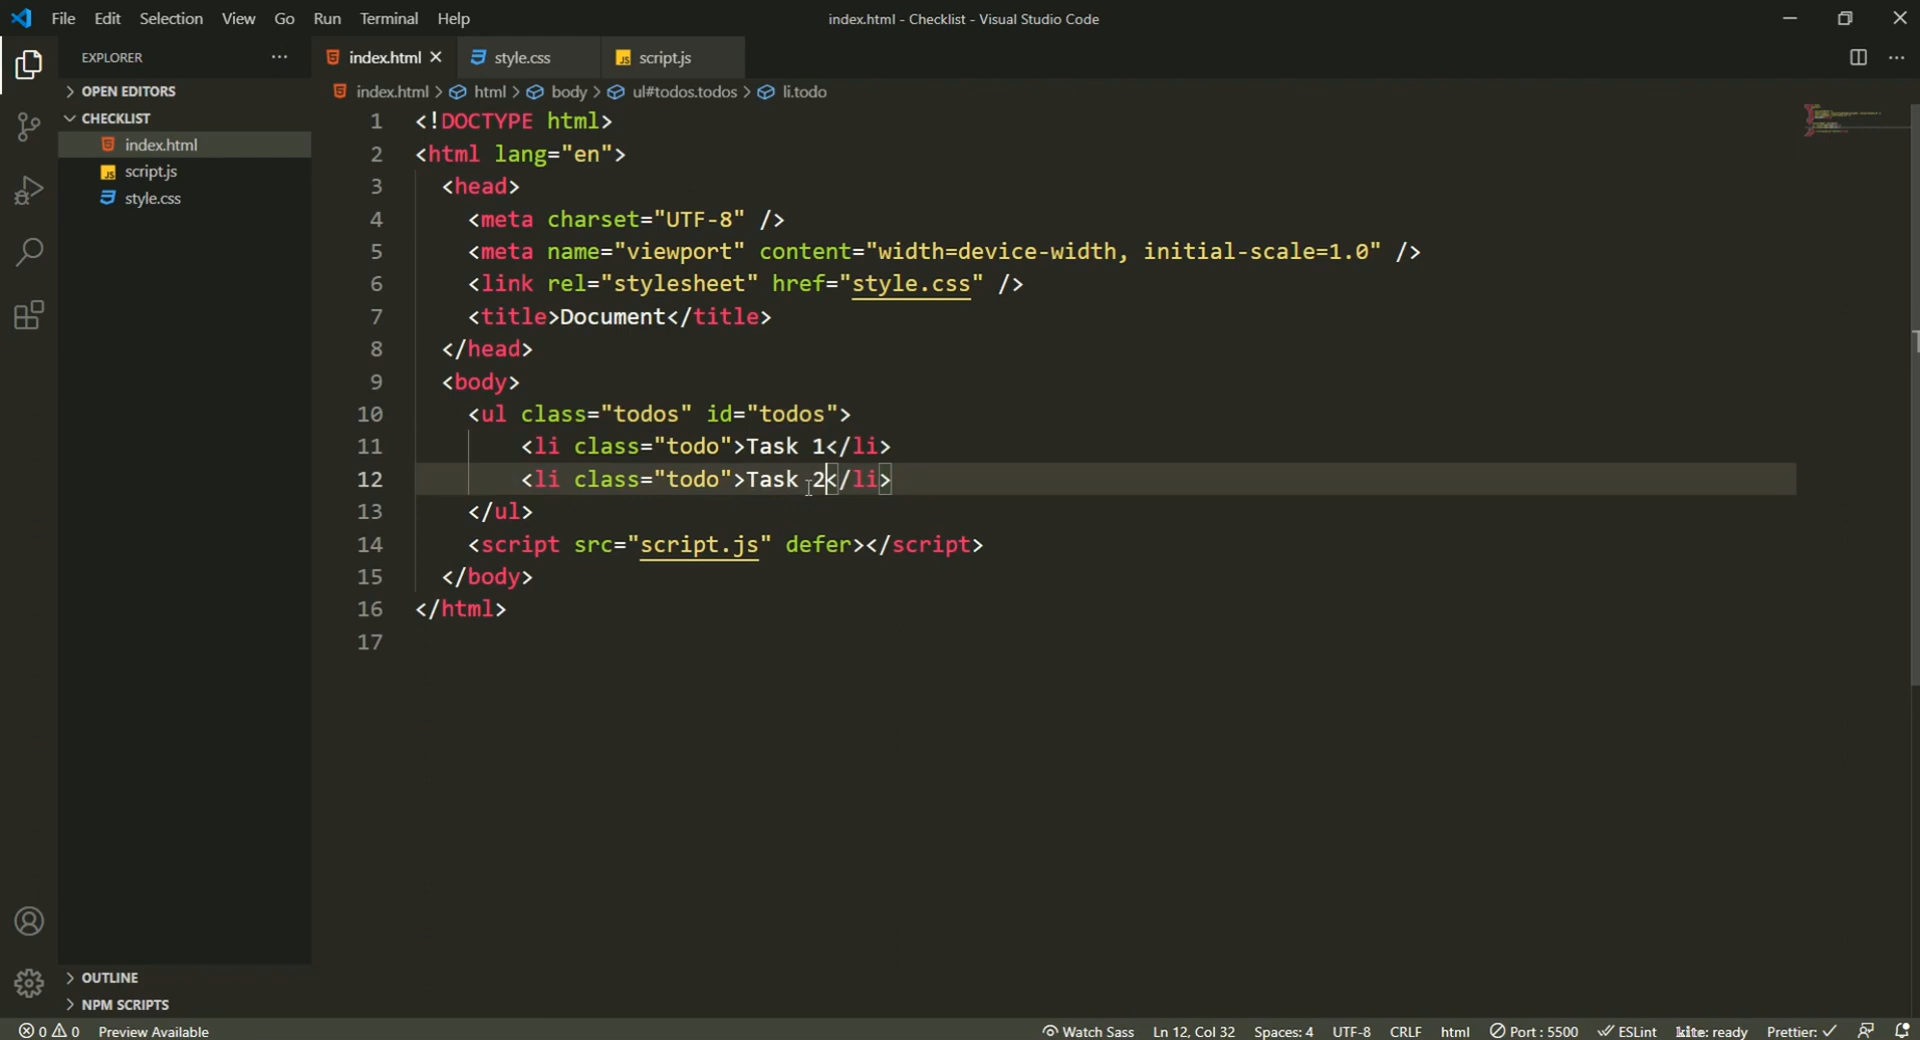 File Edit Selection View Go Run Terminal Help
index.html - Checklist - Visual Studio Code
EXPLORER
OPEN EDITORS
CHECKLIST
index.html
script.js
style.css
OUTLINE
NPM SCRIPTS
index.html style.css script.js
index.html > html > body > ul#todos.todos > li.todo
1 <!DOCTYPE html>
2 <html lang="en">
3 <head>
4 <meta charset="UTF-8" />
5 <meta name="viewport" content="width=device-width, initial-scale=1.0" />
6 <link rel="stylesheet" href="style.css" />
7 <title>Document</title>
8 </head>
9 <body>
10 <ul class="todos" id="todos">
11 <li class="todo">Task 1</li>
12 <li class="todo">Task 2</li>
13 </ul>
14 <script src="script.js" defer></script>
15 </body>
16 </html>
17
0 0 Preview Available Watch Sass Ln 12, Col 32 Spaces: 4 UTF-8 CRLF html Port : 5500 ESLint kite: ready Prettier: ✓